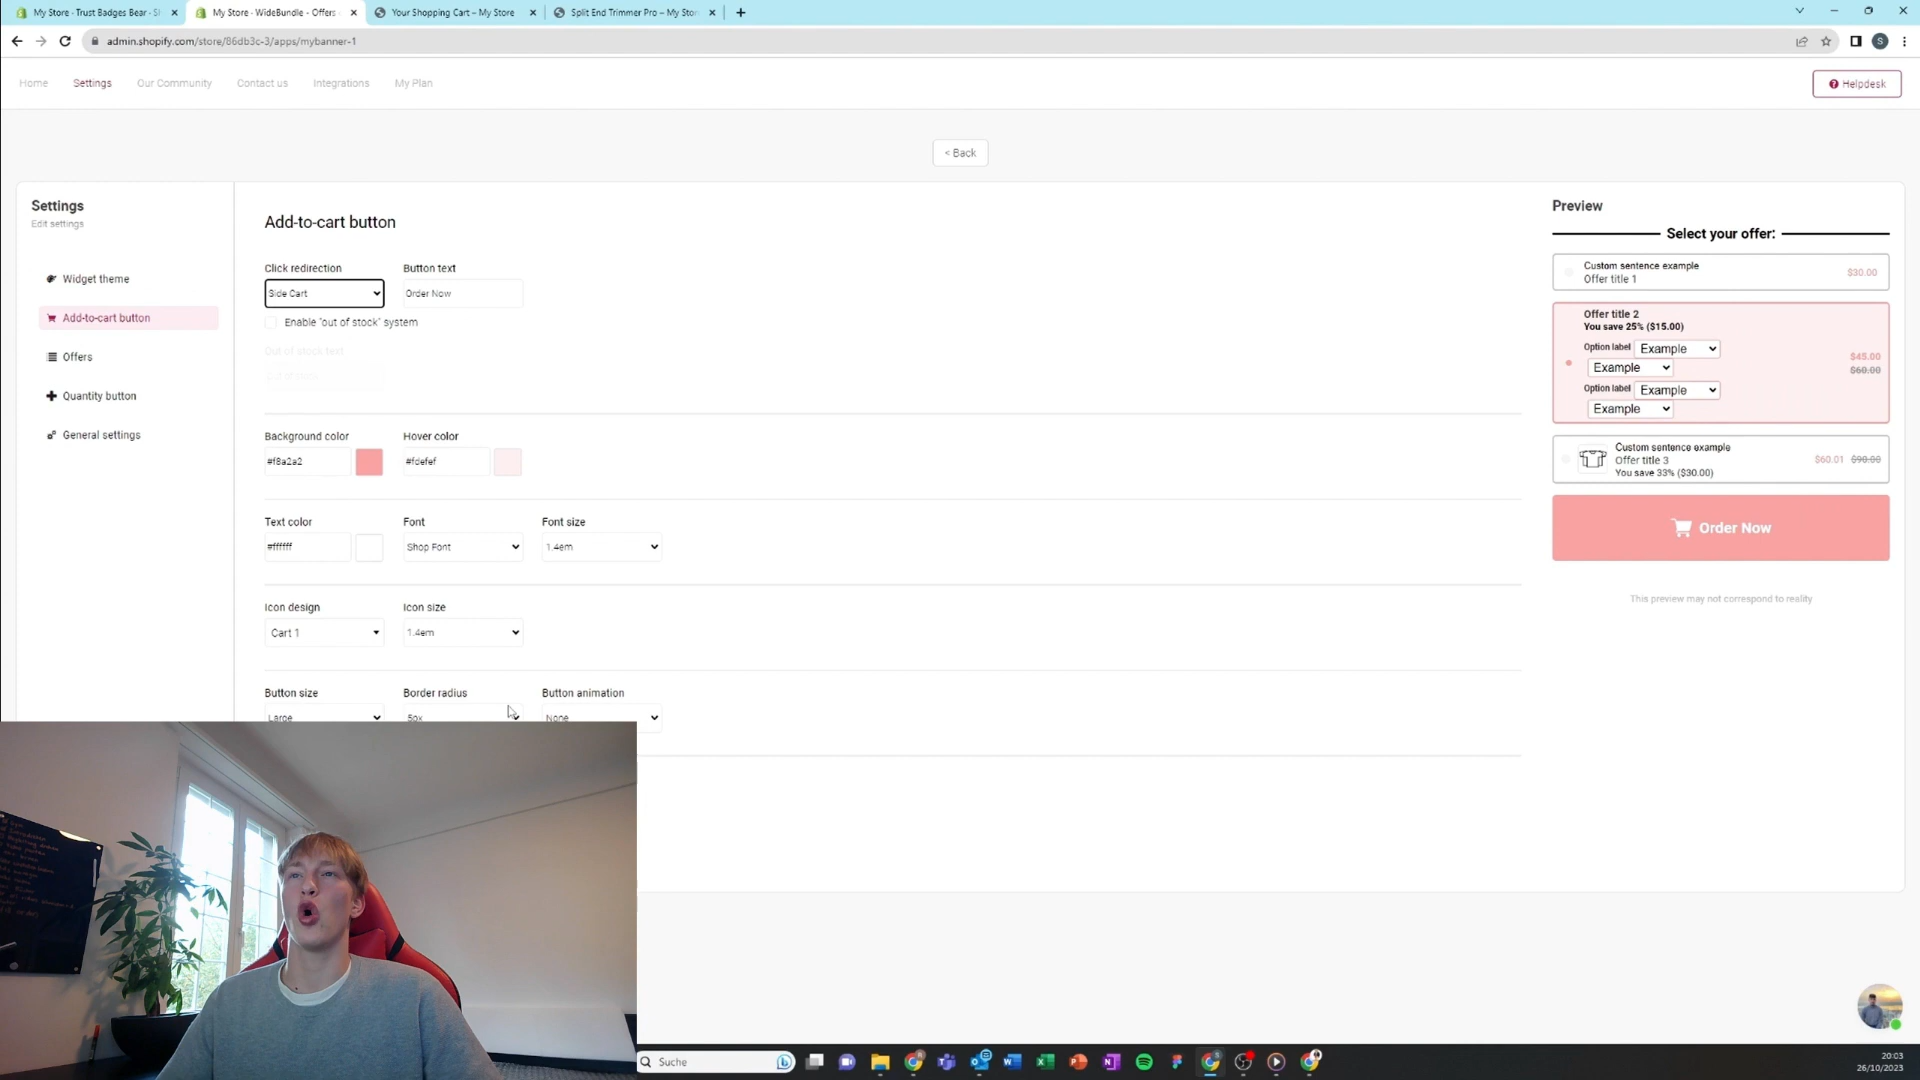 My Store · Trust Badges Bear · S
My Store · WideBundle - Offers
Your Shopping Cart – My Store
Split End Trimmer Pro – My Sto
admin.shopify.com/store/86db3c-3/apps/mybanner-1
S
Home
Settings
Our Community
Contact us
Integrations
My Plan
Helpdesk
< Back
Settings
Edit settings
Widget theme
Add-to-cart button
Offers
Quantity button
General settings
Add-to-cart button
Click redirection
Button text
Side Cart
Order Now
Enable "out of stock" system
Out of stock text
Background color
Hover color
#f8a2a2
#fdefef
Text color
Font
Font size
#ffffff
Shop Font
1.4em
Icon design
Icon size
Cart 1
1.4em
Button size
Border radius
Button animation
Large
5px
None
Preview
Select your offer:
Custom sentence example
Offer title 1
$30.00
Offer title 2
You save 25% ($15.00)
Option label Example
Example
Option label Example
Example
$45.00
$60.00
Custom sentence example
Offer title 3
You save 33% ($30.00)
$60.01 $90.00
Order Now
This preview may not correspond to reality
Suche
20:03
26/10/2023